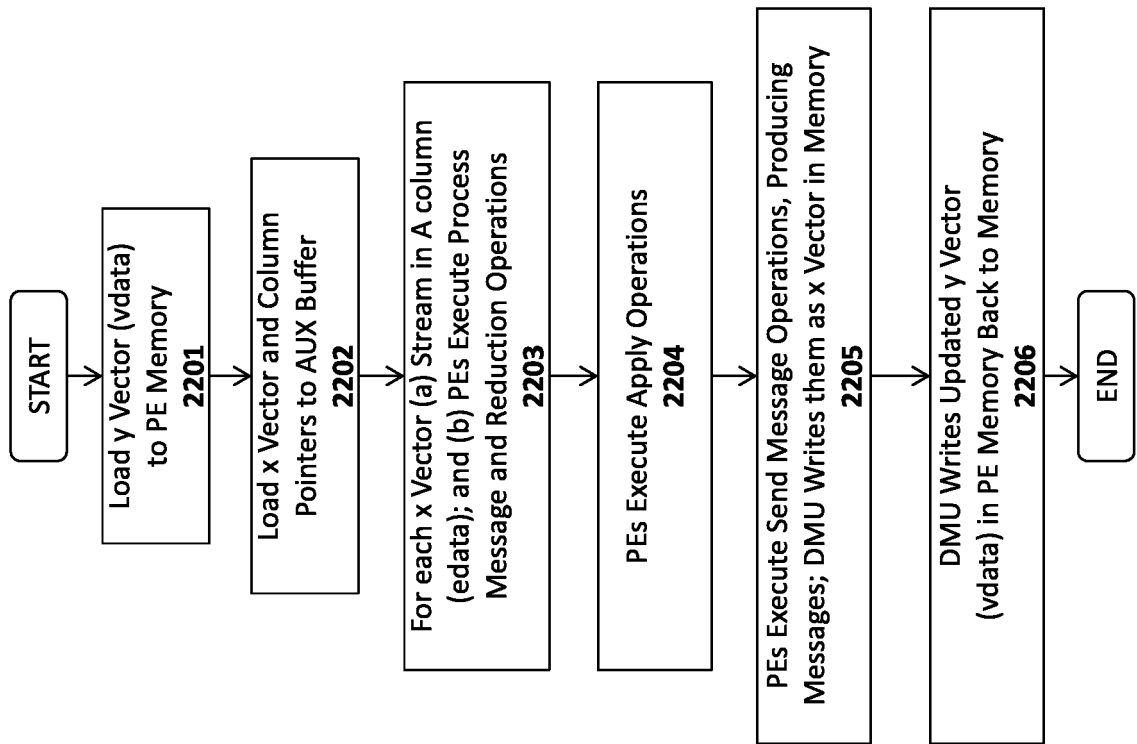 START
Load y Vector (vdata)
to PE Memory
2201
Load x Vector and Column
Pointers to AUX Buffer
2202
For each x Vector (a) Stream in A column
(edata); and (b) PEs Execute Process
Message and Reduction Operations
2203
PEs Execute Apply Operations
2204
PEs Execute Send Message Operations, Producing
Messages; DMU Writes them as x Vector in Memory
2205
DMU Writes Updated y Vector
(vdata) in PE Memory Back to Memory
2206
END